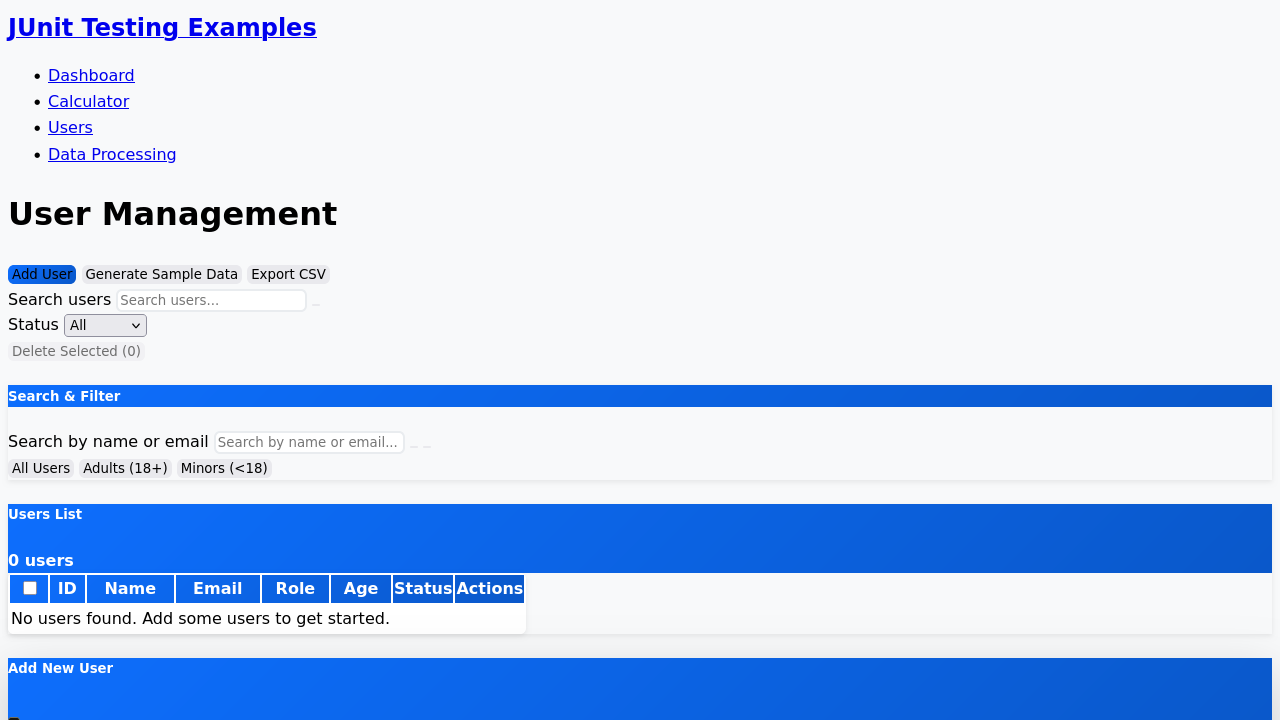 JUnit Testing Examples
Dashboard
Calculator
Users
Data Processing
User Management
Add User Generate Sample Data Export CSV
Search users Search users...
Status All
Delete Selected (0)
Search & Filter
Search by name or email Search by name or email...
All Users Adults (18+) Minors (<18)
Users List
0 users
ID Name Email Role Age Status Actions
No users found. Add some users to get started.
Add New User